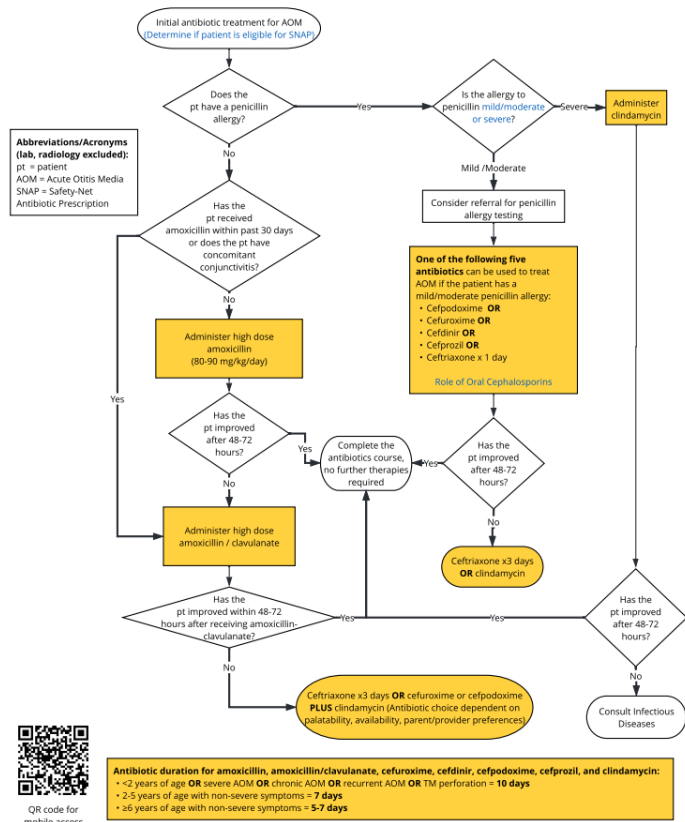 Initial antibiotic treatment for AOM
(Determine if patient is eligible for SNAP)
Does the
pt have a penicillin
allergy?
Yes
Is the allergy to
penicillin mild/moderate
or severe?
Severe
Administer
clindamycin
No
Mild /Moderate
Abbreviations/Acronyms
(lab, radiology excluded):
pt = patient
AOM = Acute Otitis Media
SNAP = Safety-Net
Antibiotic Prescription
Consider referral for penicillin
allergy testing
Has the
pt received
amoxicillin within past 30 days
or does the pt have
concomitant
conjunctivitis?
One of the following five
antibiotics can be used to treat
AOM if the patient has a
mild/moderate penicillin allergy:
• Cefpodoxime OR
• Cefuroxime OR
• Cefdinir OR
• Cefprozil OR
• Ceftriaxone x 1 day
Role of Oral Cephalosporins
No
Administer high dose
amoxicillin
(80-90 mg/kg/day)
Yes
Has the
pt improved
after 48-72
hours?
Yes
Complete the
antibiotics course,
no further therapies
required
Yes
Has the
pt improved
after 48-72
hours?
No
No
Administer high dose
amoxicillin / clavulanate
Ceftriaxone x3 days
OR clindamycin
Has the
pt improved within 48-72
hours after receiving amoxicillin-
clavulanate?
Yes
Yes
Has the
pt improved
after 48-72
hours?
No
No
Ceftriaxone x3 days OR cefuroxime or cefpodoxime
PLUS clindamycin (Antibiotic choice dependent on
palatability, availability, parent/provider preferences)
Consult Infectious
Diseases
QR code for
mobile access
Antibiotic duration for amoxicillin, amoxicillin/clavulanate, cefuroxime, cefdinir, cefpodoxime, cefprozil, and clindamycin:
• <2 years of age OR severe AOM OR chronic AOM OR recurrent AOM OR TM perforation = 10 days
• 2-5 years of age with non-severe symptoms = 7 days
• ≥6 years of age with non-severe symptoms = 5-7 days